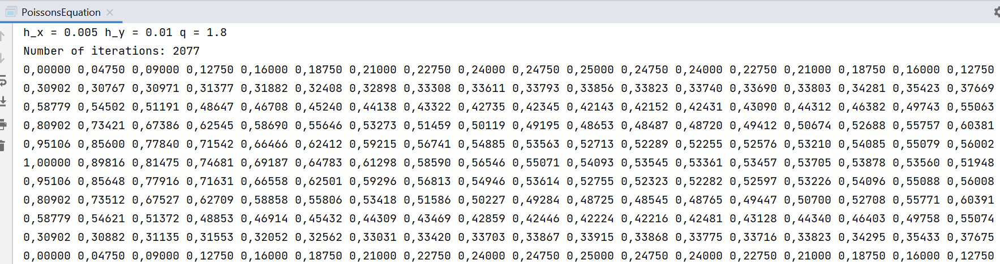 PoissonsEquation
h_x = 0.005 h_y = 0.01 q = 1.8
Number of iterations: 2077
0,00000 0,04750 0,09000 0,12750 0,16000 0,18750 0,21000 0,22750 0,24000 0,24750 0,25000 0,24750 0,24000 0,22750 0,21000 0,18750 0,16000 0,12750
0,30902 0,30767 0,30971 0,31377 0,31882 0,32408 0,32898 0,33308 0,33611 0,33793 0,33856 0,33823 0,33740 0,33690 0,33803 0,34281 0,35423 0,37669
0,58779 0,54502 0,51191 0,48647 0,46708 0,45240 0,44138 0,43322 0,42735 0,42345 0,42143 0,42152 0,42431 0,43090 0,44312 0,46382 0,49743 0,55063
0,80902 0,73421 0,67386 0,62545 0,58690 0,55646 0,53273 0,51459 0,50119 0,49195 0,48653 0,48487 0,48720 0,49412 0,50674 0,52688 0,55757 0,60381
0,95106 0,85600 0,77840 0,71542 0,66466 0,62412 0,59215 0,56741 0,54885 0,53563 0,52713 0,52289 0,52255 0,52576 0,53210 0,54085 0,55079 0,56002
1,00000 0,89816 0,81475 0,74681 0,69187 0,64783 0,61298 0,58590 0,56546 0,55071 0,54093 0,53545 0,53361 0,53457 0,53705 0,53878 0,53560 0,51948
0,95106 0,85648 0,77916 0,71631 0,66558 0,62501 0,59296 0,56813 0,54946 0,53614 0,52755 0,52323 0,52282 0,52597 0,53226 0,54096 0,55088 0,56008
0,80902 0,73512 0,67527 0,62709 0,58858 0,55806 0,53418 0,51586 0,50227 0,49284 0,48725 0,48545 0,48765 0,49447 0,50700 0,52708 0,55771 0,60391
0,58779 0,54621 0,51372 0,48853 0,46914 0,45432 0,44309 0,43469 0,42859 0,42446 0,42224 0,42216 0,42481 0,43128 0,44340 0,46403 0,49758 0,55074
0,30902 0,30882 0,31135 0,31553 0,32052 0,32562 0,33031 0,33420 0,33703 0,33867 0,33915 0,33868 0,33775 0,33716 0,33823 0,34295 0,35433 0,37675
0,00000 0,04750 0,09000 0,12750 0,16000 0,18750 0,21000 0,22750 0,24000 0,24750 0,25000 0,24750 0,24000 0,22750 0,21000 0,18750 0,16000 0,12750